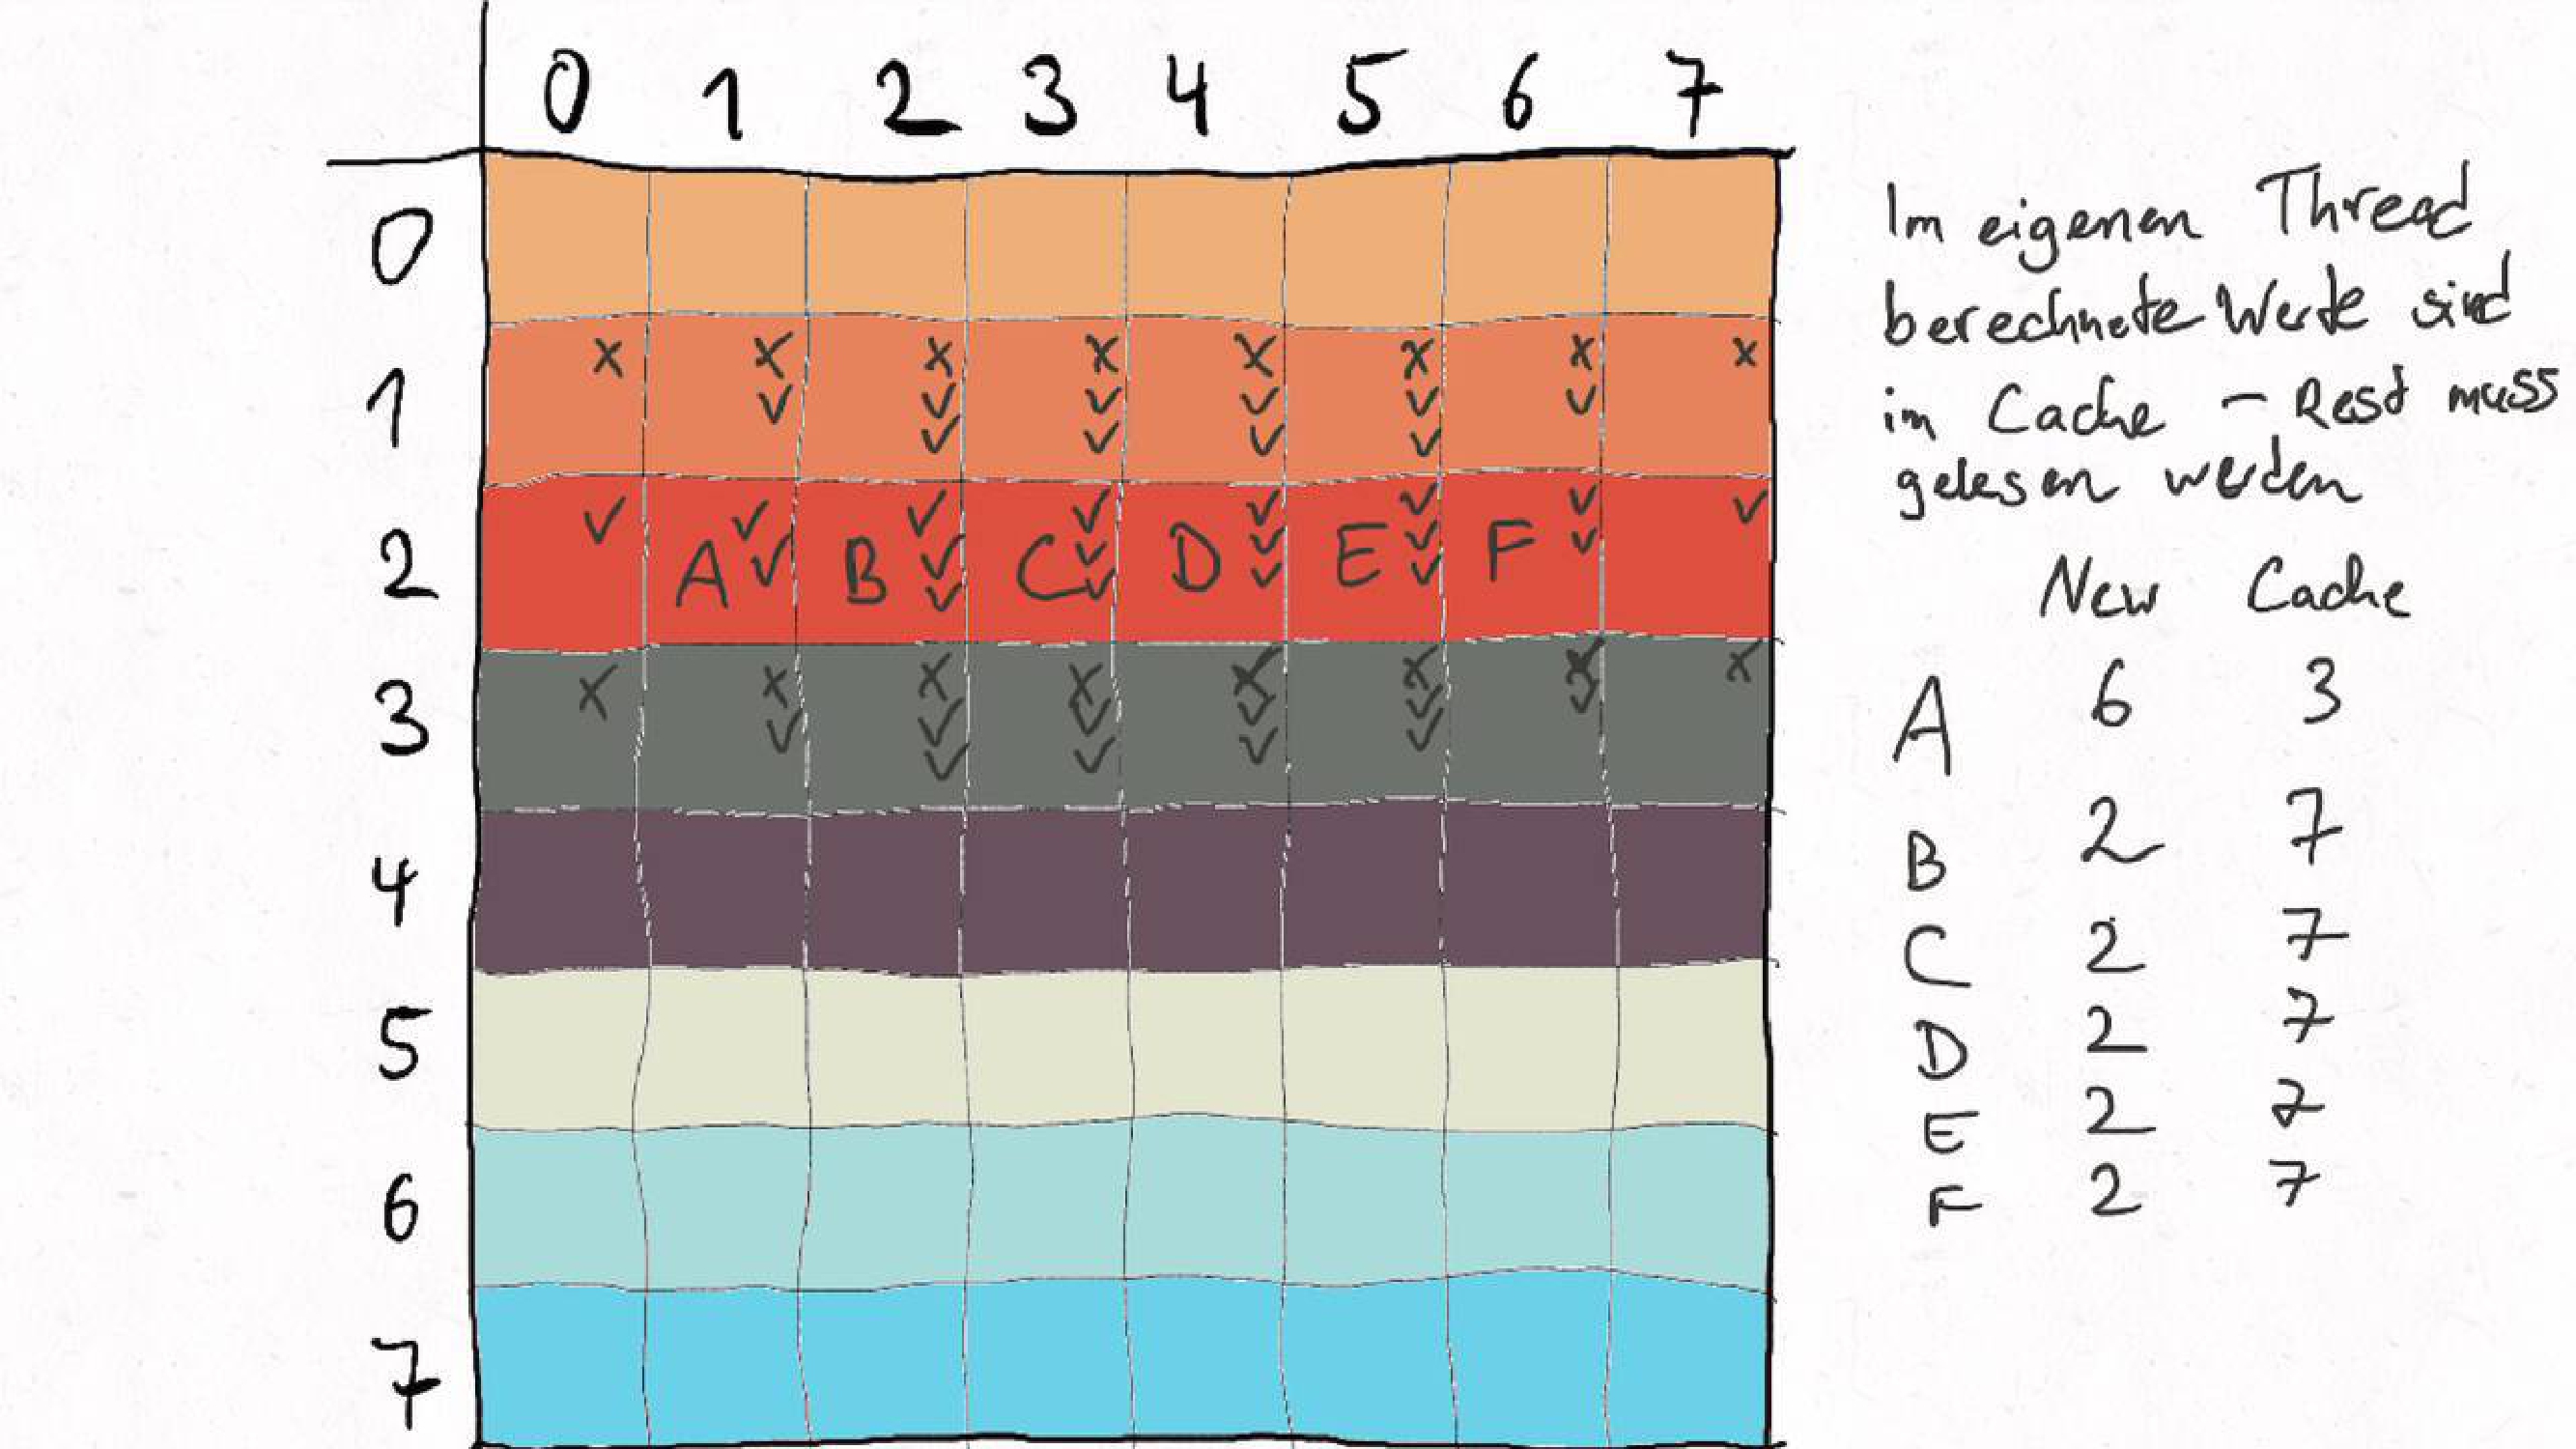 0 1 2 3 4 5 6 7
0
1 x x x x x x x x
✓ ✓ ✓ ✓ ✓ ✓
✓ ✓ ✓ ✓
2 ✓ A ✓ B ✓ C ✓ D ✓ E ✓ F ✓ ✓
✓ ✓ ✓ ✓ ✓ ✓
✓ ✓ ✓ ✓
3 x x x x x x x x
✓ ✓ ✓ ✓ ✓ ✓
✓ ✓ ✓ ✓
4
5
6
7
Im eigenen Thread
berechnete Werte sind
im Cache – Rest muss
gelesen werden
New Cache
A 6 3
B 2 7
C 2 7
D 2 7
E 2 7
F 2 7